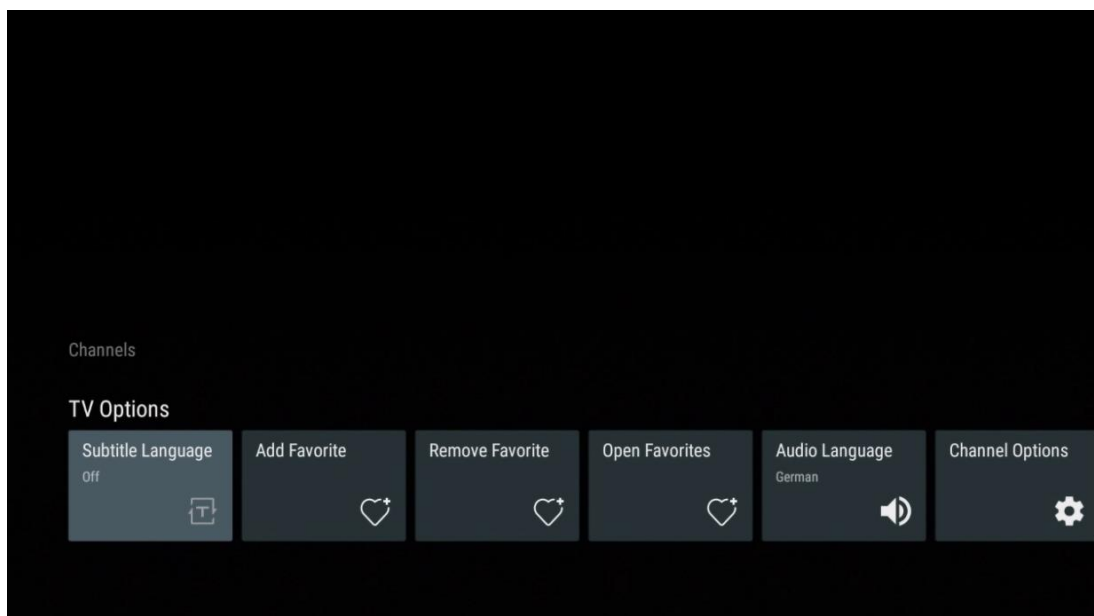 Channels
TV Options
Subtitle Language
Off
Add Favorite
Remove Favorite
Open Favorites
Audio Language
German
Channel Options